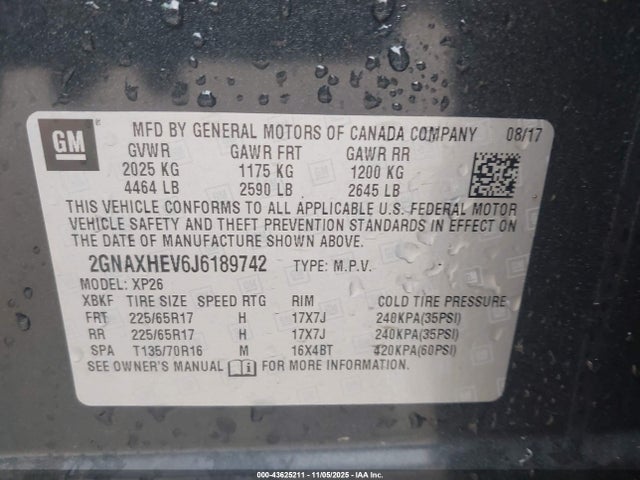 GM MFD BY GENERAL MOTORS OF CANADA COMPANY 08/17
GVWR GAWR FRT GAWR RR
2025 KG 1175 KG 1200 KG
4464 LB 2590 LB 2645 LB
THIS VEHICLE CONFORMS TO ALL APPLICABLE U.S. FEDERAL MOTOR
VEHICLE SAFETY AND THEFT PREVENTION STANDARDS IN EFFECT ON
THE DATE OF MANUFACTURE SHOWN ABOVE.
2GNAXHEV6J6189742 TYPE: M.P.V.
MODEL: XP26
XBKF TIRE SIZE SPEED RTG RIM COLD TIRE PRESSURE
FRT 225/65R17 H 17X7J 240KPA(35PSI)
RR 225/65R17 H 17X7J 240KPA(35PSI)
SPA T135/70R16 M 16X4BT 420KPA(60PSI)
SEE OWNER'S MANUAL FOR MORE INFORMATION.
000-43625211 - 11/05/2025 - IAA Inc.